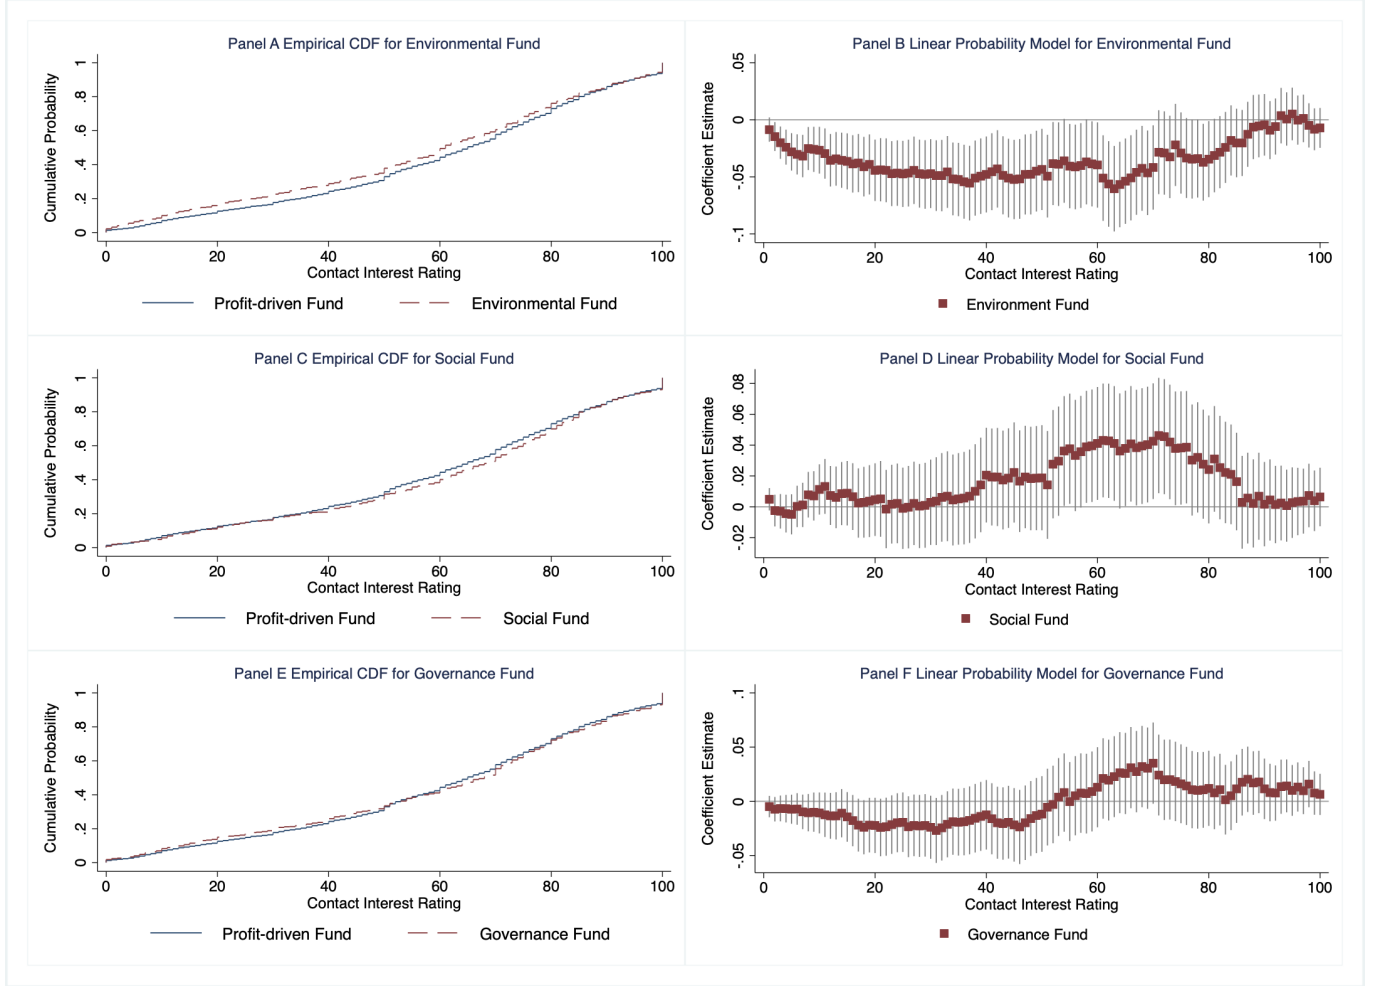 Panel A Empirical CDF for Environmental Fund
Cumulative Probability
1
.8
.6
.4
.2
0
0 20 40 60 80 100
Contact Interest Rating
Profit-driven Fund Environmental Fund
Panel B Linear Probability Model for Environmental Fund
Coefficient Estimate
.05
0
-.05
-.1
0 20 40 60 80 100
Contact Interest Rating
Environment Fund
Panel C Empirical CDF for Social Fund
Cumulative Probability
1
.8
.6
.4
.2
0
0 20 40 60 80 100
Contact Interest Rating
Profit-driven Fund Social Fund
Panel D Linear Probability Model for Social Fund
Coefficient Estimate
.08
.06
.04
.02
0
-.02
0 20 40 60 80 100
Contact Interest Rating
Social Fund
Panel E Empirical CDF for Governance Fund
Cumulative Probability
1
.8
.6
.4
.2
0
0 20 40 60 80 100
Contact Interest Rating
Profit-driven Fund Governance Fund
Panel F Linear Probability Model for Governance Fund
Coefficient Estimate
.1
.05
0
-.05
0 20 40 60 80 100
Contact Interest Rating
Governance Fund